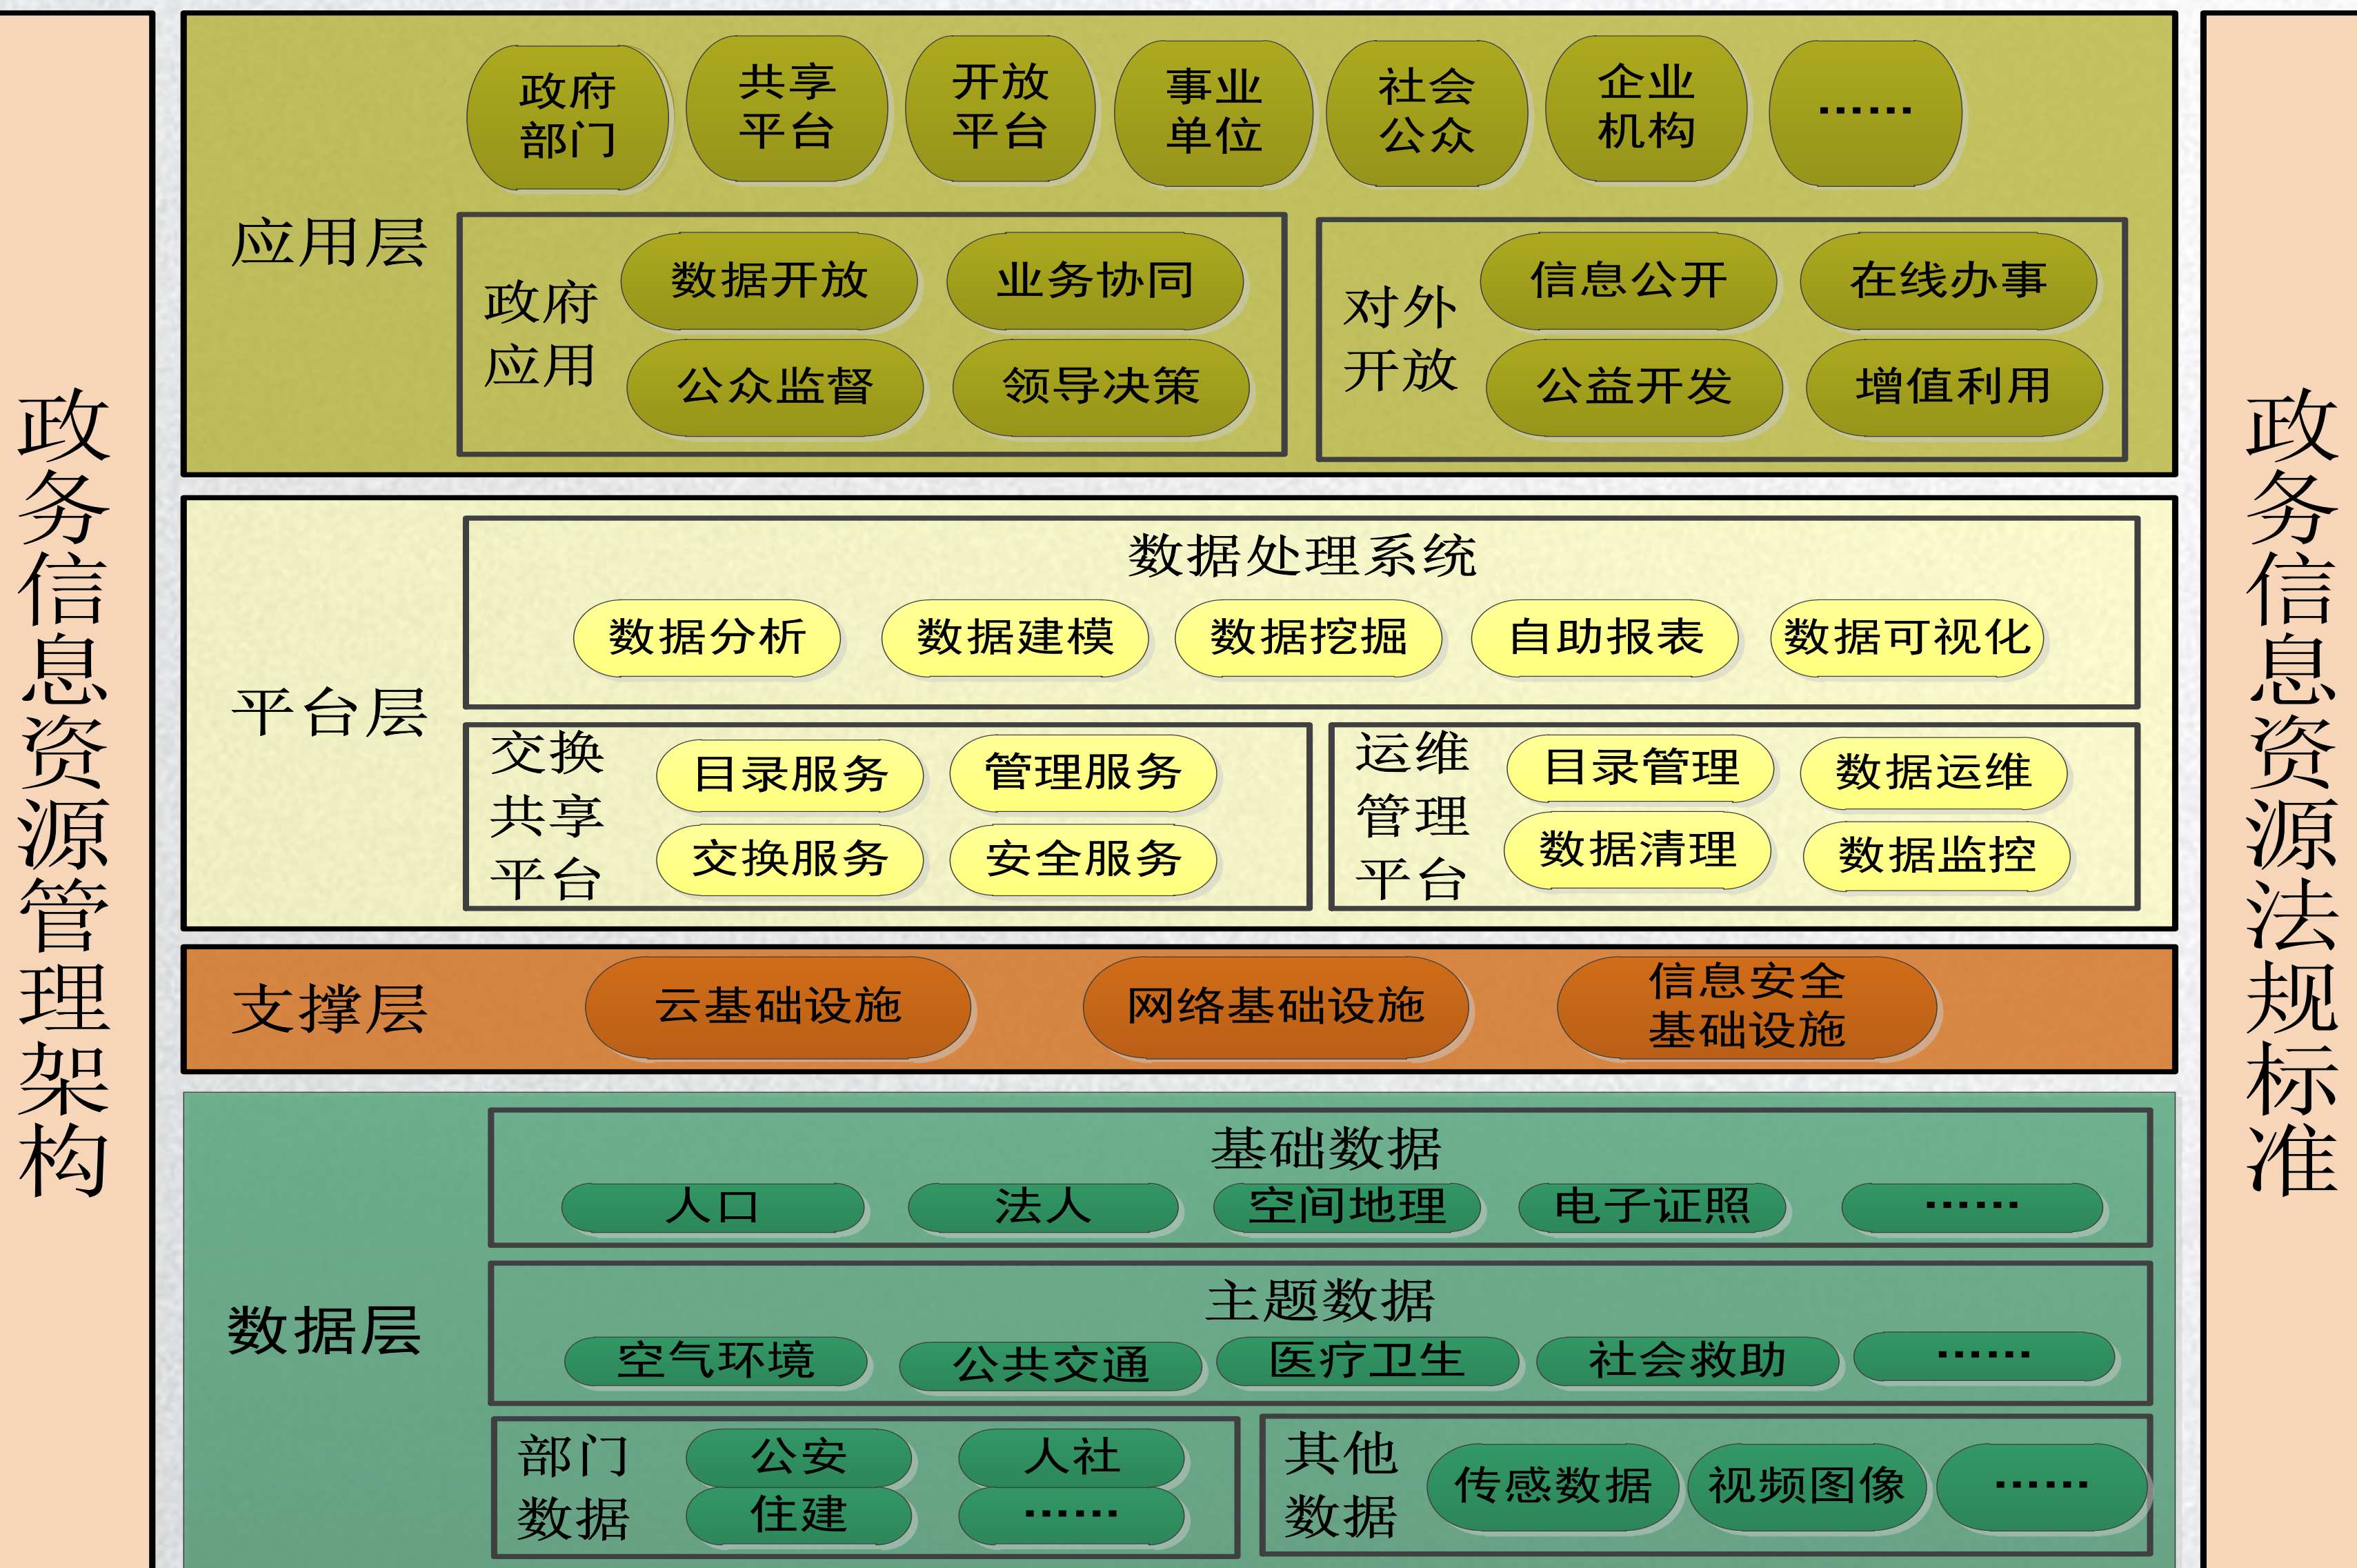 政务信息资源管理架构
政府
部门
共享
平台
开放
平台
事业
单位
社会
公众
企业
机构
……
应用层
政府
应用
数据开放
业务协同
公众监督
领导决策
对外
开放
信息公开
在线办事
公益开发
增值利用
平台层
数据处理系统
数据分析
数据建模
数据挖掘
自助报表
数据可视化
交换
共享
平台
目录服务
管理服务
交换服务
安全服务
运维
管理
平台
目录管理
数据运维
数据清理
数据监控
支撑层
云基础设施
网络基础设施
信息安全
基础设施
数据层
基础数据
人口
法人
空间地理
电子证照
……
主题数据
空气环境
公共交通
医疗卫生
社会救助
……
部门
数据
公安
人社
住建
……
其他
数据
传感数据
视频图像
……
政务信息资源法规标准